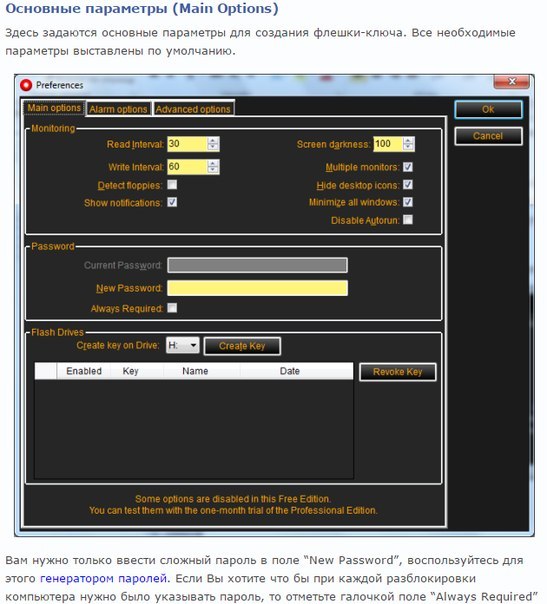 Основные параметры (Main Options)
Здесь задаются основные параметры для создания флешки-ключа. Все необходимые
параметры выставлены по умолчанию.
Preferences
Main options
Alarm options
Advanced options
Ok
Cancel
Monitoring
Read Interval: 30
Screen darkness: 100
Write Interval: 60
Multiple monitors:
Detect floppies:
Hide desktop icons:
Show notifications:
Minimize all windows:
Disable Autorun:
Password
Current Password:
New Password:
Always Required:
Flash Drives
Create key on Drive: H: Create Key
Enabled Key Name Date
Revoke Key
Some options are disabled in this Free Edition.
You can test them with the one-month trial of the Professional Edition.
Вам нужно только ввести сложный пароль в поле “New Password”, воспользуйтесь для
этого генератором паролей. Если Вы хотите что бы при каждой разблокировки
компьютера нужно было указывать пароль, то отметьте галочкой поле “Always Required”